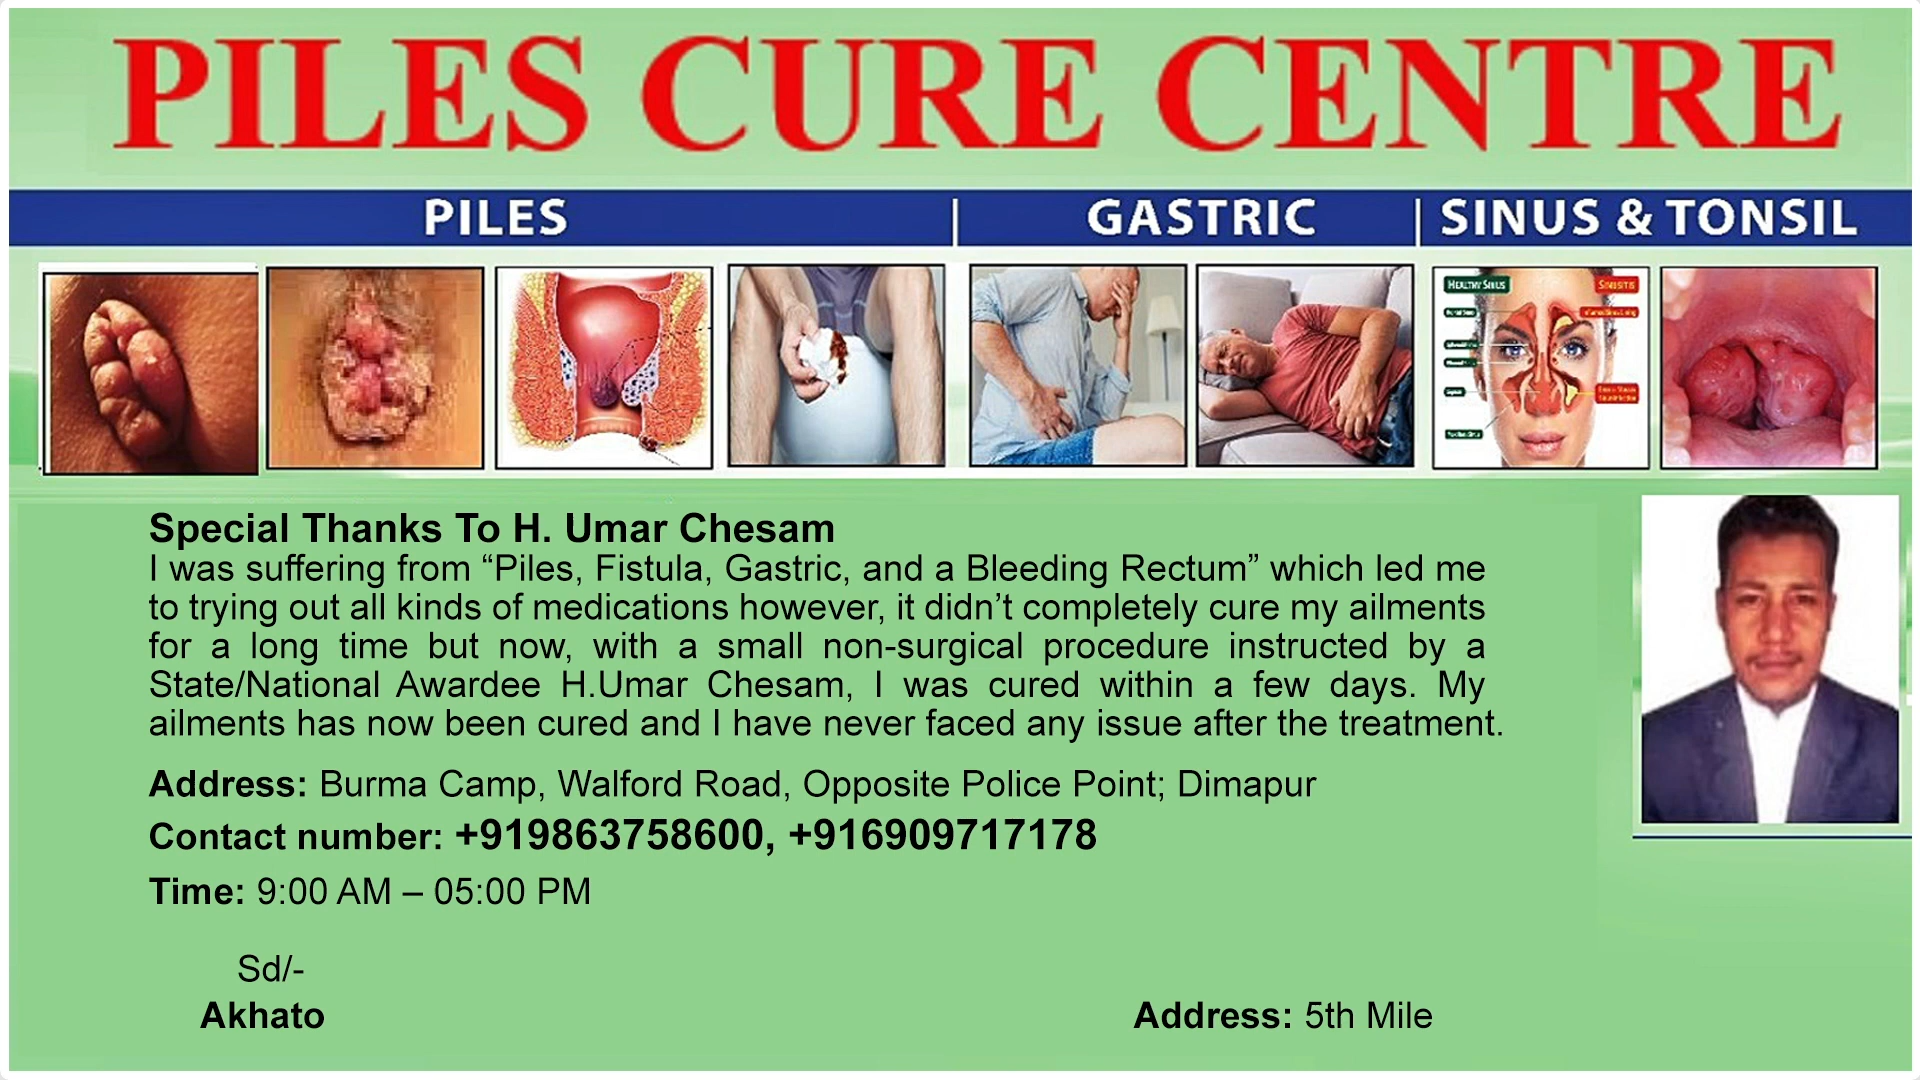 PILES CURE CENTRE
PILES | GASTRIC | SINUS & TONSIL
HEALTHY SINUS SINUSITIS
Special Thanks To H. Umar Chesam
I was suffering from “Piles, Fistula, Gastric, and a Bleeding Rectum” which led me
to trying out all kinds of medications however, it didn’t completely cure my ailments
for a long time but now, with a small non-surgical procedure instructed by a
State/National Awardee H.Umar Chesam, I was cured within a few days. My
ailments has now been cured and I have never faced any issue after the treatment.
Address: Burma Camp, Walford Road, Opposite Police Point; Dimapur
Contact number: +919863758600, +916909717178
Time: 9:00 AM – 05:00 PM
Sd/-
Akhato
Address: 5th Mile